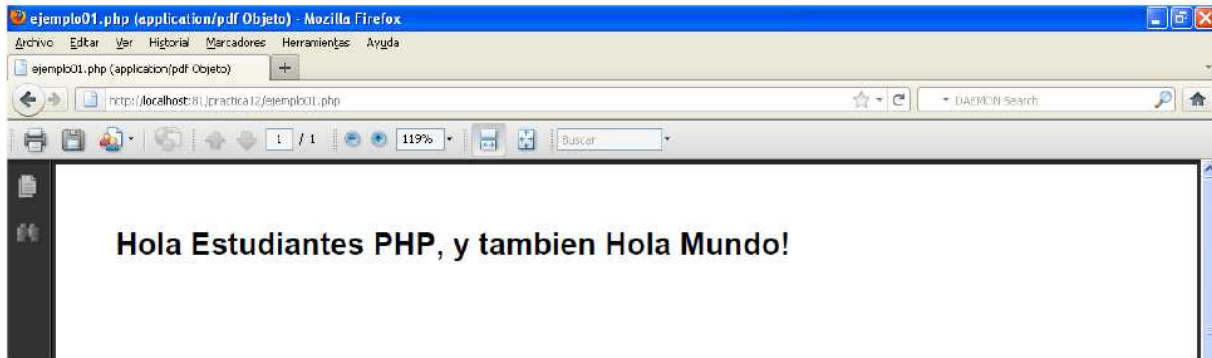 ejemplo01.php (application/pdf Objeto) - Mozilla Firefox
Archivo Editar Ver Historial Marcadores Herramientas Ayuda
ejemplo01.php (application/pdf Objeto)
http://localhost:81/practica12/ejemplo01.php DAEMON Search
1 / 1 119% Buscar
Hola Estudiantes PHP, y tambien Hola Mundo!